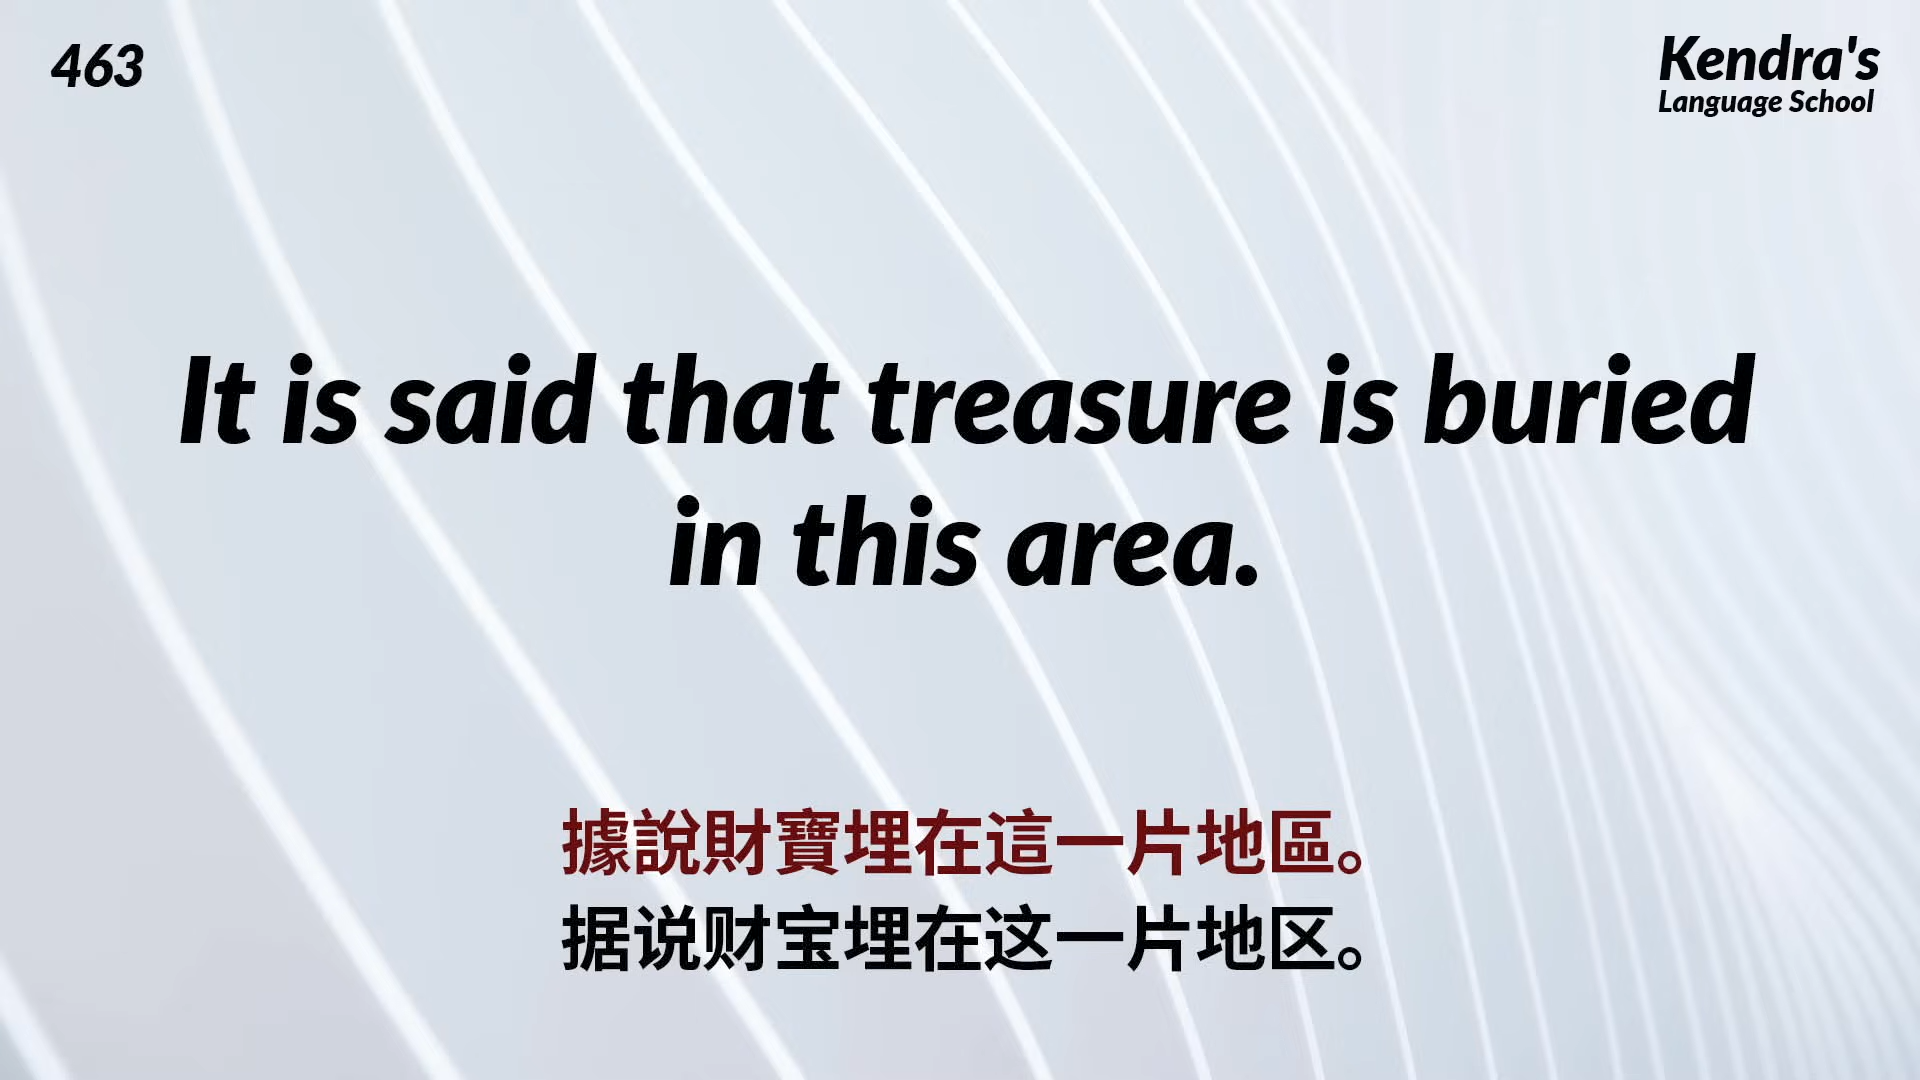 463
Kendra's
Language School
It is said that treasure is buried
in this area.
據說財寶埋在這一片地區。
据说财宝埋在这一片地区。